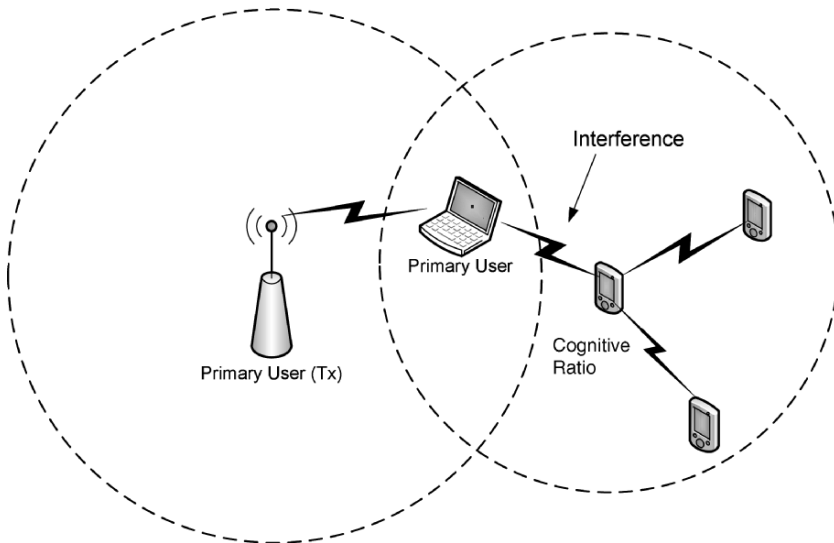 Interference
Primary User
Primary User (Tx)
Cognitive
Ratio